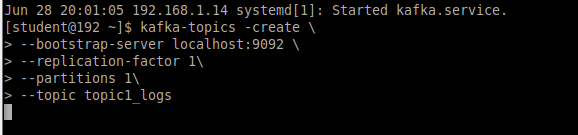 Jun 28 20:01:05 192.168.1.14 systemd[1]: Started kafka.service.
[student@192 ~]$ kafka-topics -create \
> --bootstrap-server localhost:9092 \
> --replication-factor 1\
> --partitions 1\
> --topic topic1_logs